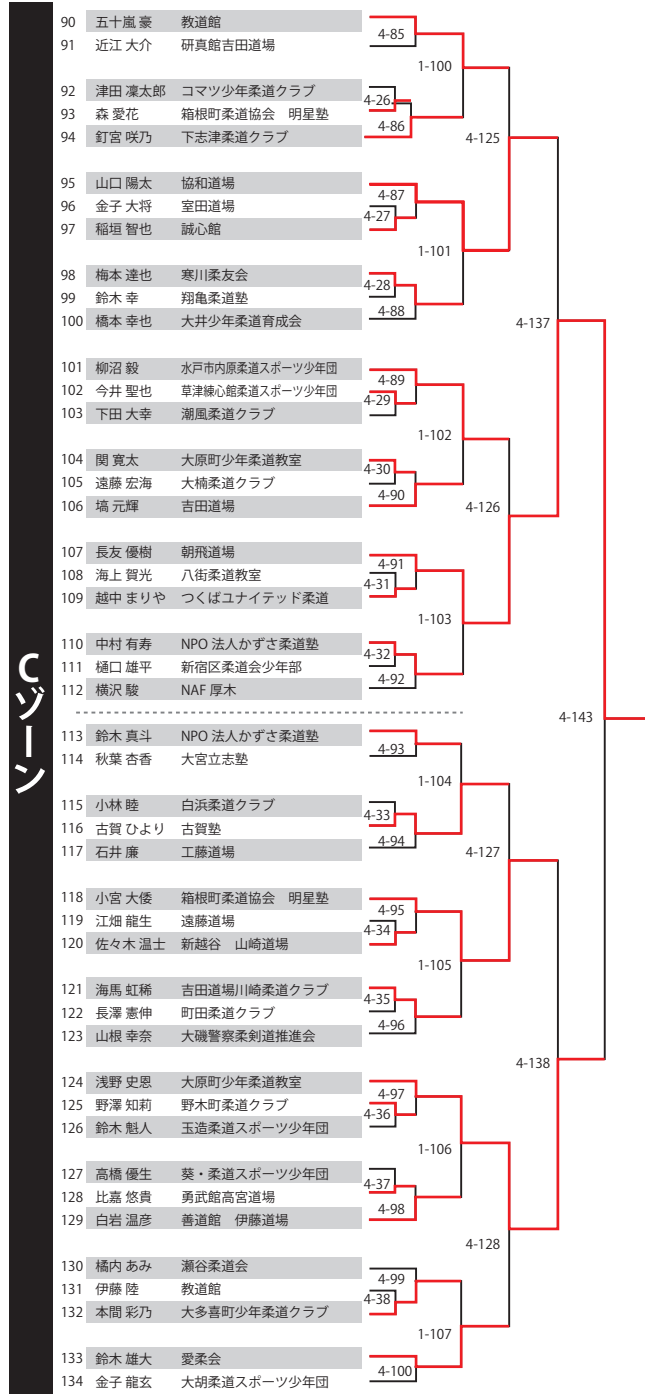 Cゾーン
90 五十嵐 豪 教道館
4-85
91 近江 大介 研真館吉田道場
1-100
92 津田 凜太郎 コマツ少年柔道クラブ
4-26
93 森 愛花 箱根町柔道協会 明星塾
4-86
94 釘宮 咲乃 下志津柔道クラブ
4-125
95 山口 陽太 協和道場
4-87
96 金子 大将 室田道場
4-27
97 稲垣 智也 誠心館
1-101
98 梅本 達也 寒川柔友会
4-28
99 鈴木 幸 翔亀柔道塾
4-88
100 橋本 幸也 大井少年柔道育成会
4-137
101 柳沼 毅 水戸市内原柔道スポーツ少年団
4-89
102 今井 聖也 草津練心館柔道スポーツ少年団
4-29
103 下田 大幸 潮風柔道クラブ
1-102
104 関 寛太 大原町少年柔道教室
4-30
105 遠藤 宏海 大楠柔道クラブ
4-90
106 塙 元輝 吉田道場
4-126
107 長友 優樹 朝飛道場
4-91
108 海上 賀光 八街柔道教室
4-31
109 越中 まりや つくばユナイテッド柔道
1-103
110 中村 有寿 NPO 法人かずさ柔道塾
4-32
111 樋口 雄平 新宿区柔道会少年部
4-92
112 横沢 駿 NAF 厚木
4-143
113 鈴木 真斗 NPO 法人かずさ柔道塾
4-93
114 秋葉 杏香 大宮立志塾
1-104
115 小林 睦 白浜柔道クラブ
4-33
116 古賀 ひより 古賀塾
4-94
117 石井 廉 工藤道場
4-127
118 小宮 大倭 箱根町柔道協会 明星塾
4-95
119 江畑 龍生 遠藤道場
4-34
120 佐々木 温士 新越谷 山崎道場
1-105
121 海馬 虹稀 吉田道場川崎柔道クラブ
4-35
122 長澤 憲伸 町田柔道クラブ
4-96
123 山根 幸奈 大磯警察柔剣道推進会
4-138
124 浅野 史恩 大原町少年柔道教室
4-97
125 野澤 知莉 野木町柔道クラブ
4-36
126 鈴木 魁人 玉造柔道スポーツ少年団
1-106
127 高橋 優生 葵・柔道スポーツ少年団
4-37
128 比嘉 悠貴 勇武館高宮道場
4-98
129 白岩 温彦 善道館 伊藤道場
4-128
130 橘内 あみ 瀬谷柔道会
4-99
131 伊藤 陸 教道館
4-38
132 本間 彩乃 大多喜町少年柔道クラブ
1-107
133 鈴木 雄大 愛柔会
4-100
134 金子 龍玄 大胡柔道スポーツ少年団